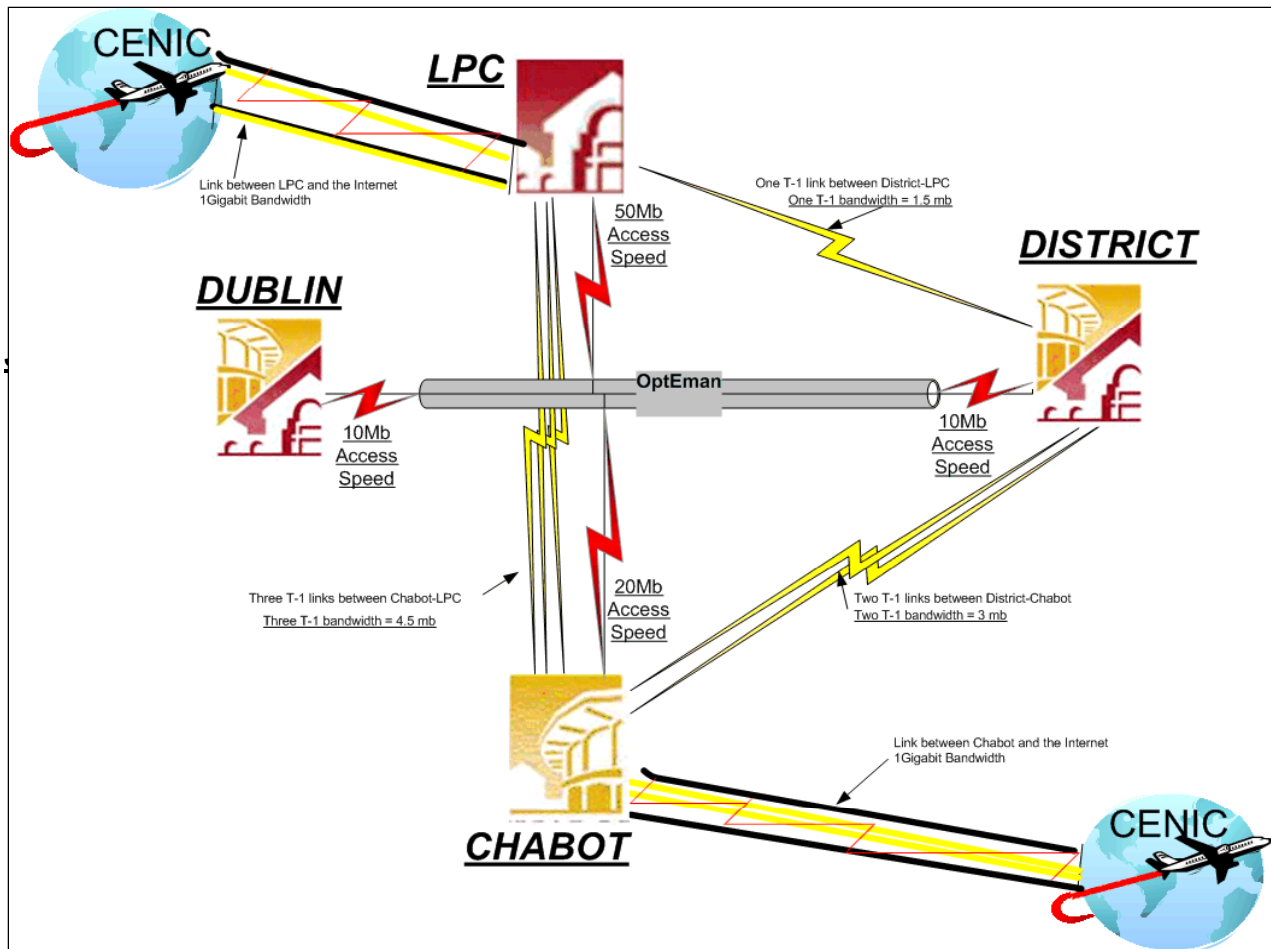 CENIC
LPC
Link between LPC and the Internet
1Gigabit Bandwidth
One T-1 link between District-LPC
One T-1 bandwidth = 1.5 mb
50Mb
Access
Speed
DISTRICT
DUBLIN
OptEman
10Mb
Access
Speed
10Mb
Access
Speed
20Mb
Access
Speed
Three T-1 links between Chabot-LPC
Three T-1 bandwidth = 4.5 mb
Two T-1 links between District-Chabot
Two T-1 bandwidth = 3 mb
Link between Chabot and the Internet
1Gigabit Bandwidth
CHABOT
CENIC